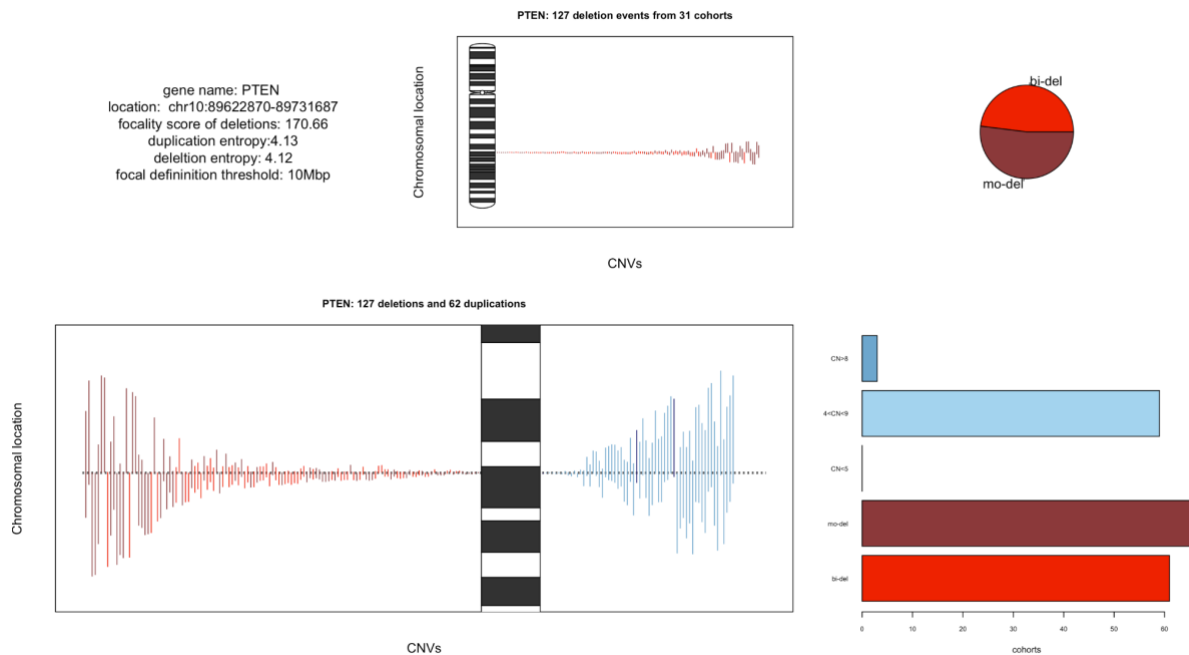 PTEN: 127 deletion events from 31 cohorts
gene name: PTEN
location: chr10:89622870-89731687
focality score of deletions: 170.66
duplication entropy:4.13
deleltion entropy: 4.12
focal defininition threshold: 10Mbp
Chromosomal location
CNVs
bi-del
mo-del
PTEN: 127 deletions and 62 duplications
Chromosomal location
CNVs
CN>8
4<CN<9
CN=5
mo-del
bi-del
0 10 20 30 40 50 60
cohorts